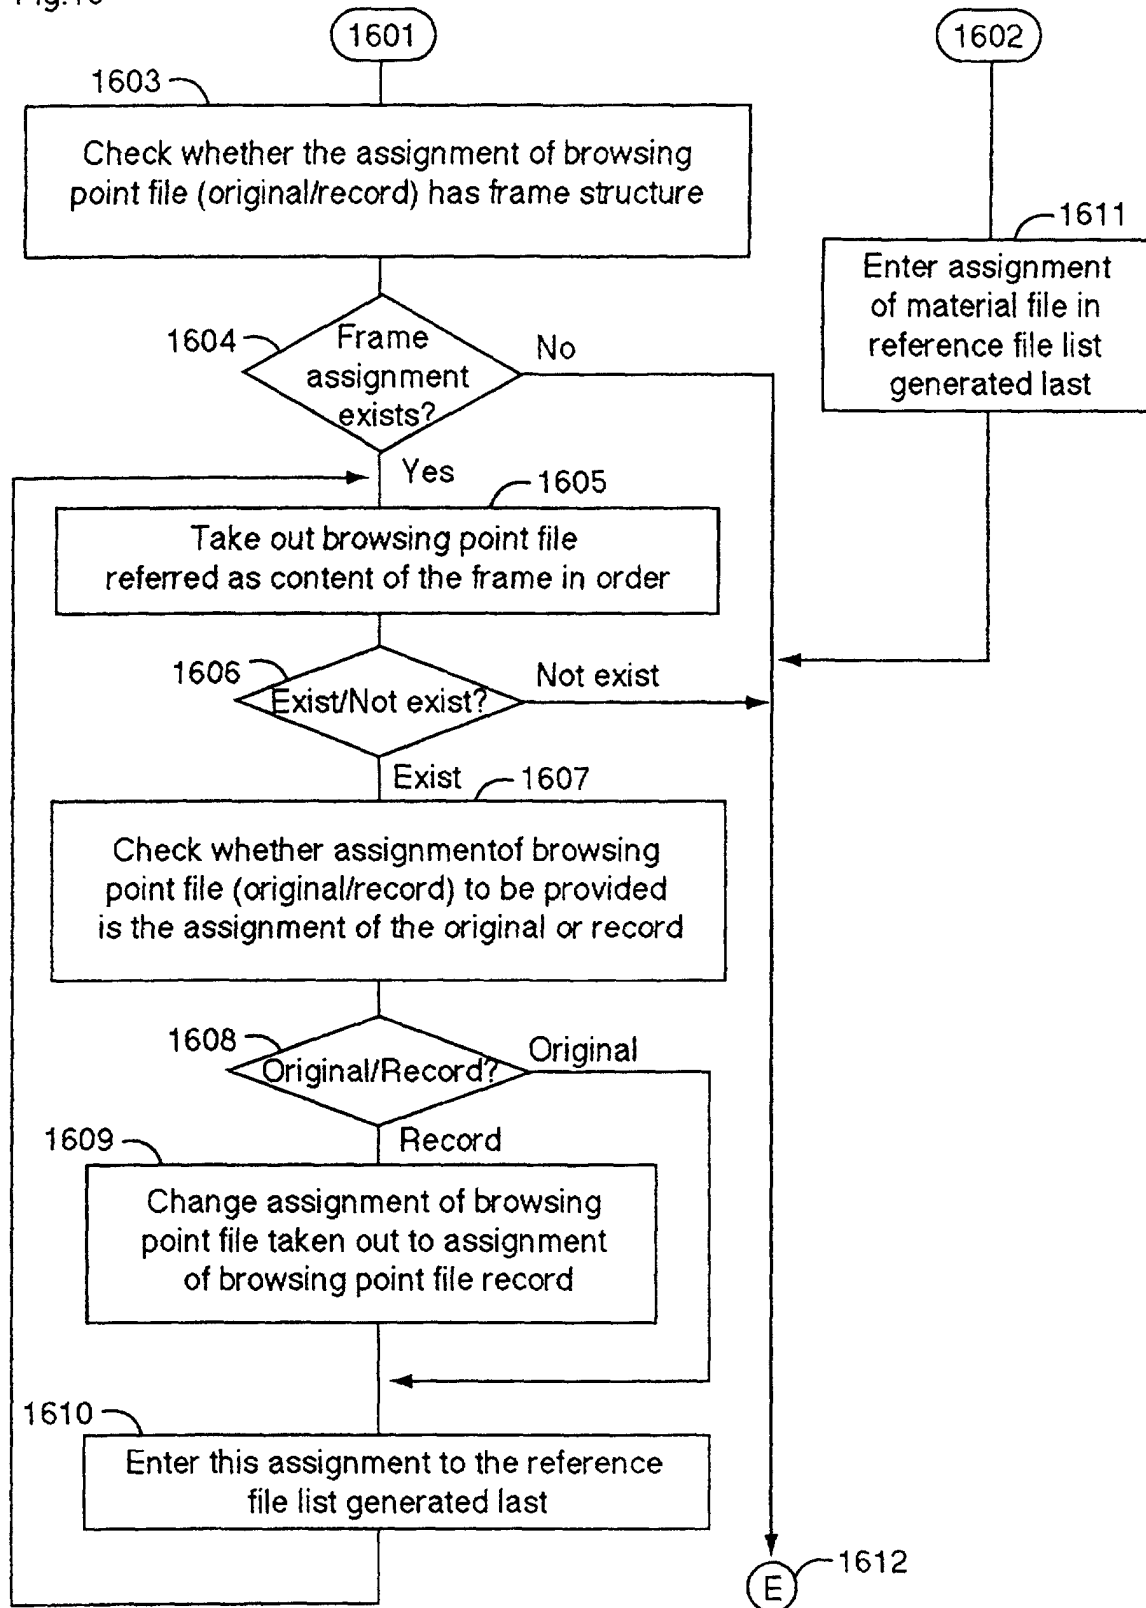 1601
1602
1603
Check whether the assignment of browsing
point file (original/record) has frame structure
1611
Enter assignment
of material file in
reference file list
generated last
1604
Frame
assignment
exists?
No
Yes
1605
Take out browsing point file
referred as content of the frame in order
1606
Exist/Not exist?
Not exist
Exist
1607
Check whether assignmentof browsing
point file (original/record) to be provided
is the assignment of the original or record
1608
Original/Record?
Original
Record
1609
Change assignment of browsing
point file taken out to assignment
of browsing point file record
1610
Enter this assignment to the reference
file list generated last
E
1612